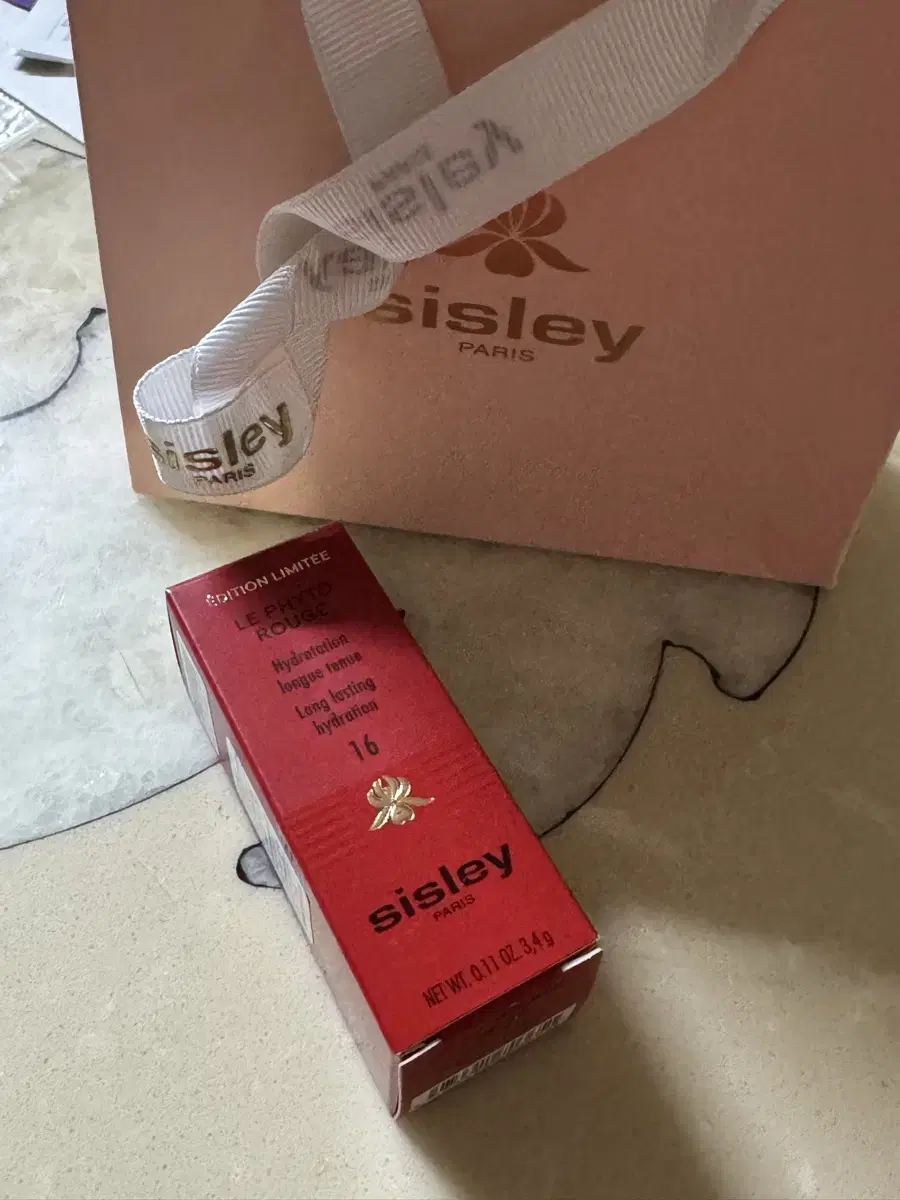 sisley
PARIS
sisley
PARIS
ÉDITION LIMITÉE
LE PHYTO
ROUGE
Hydratation
longue tenue
Long lasting
hydration
16
sisley
PARIS
NET WT. 0.11 OZ. 3,4 g